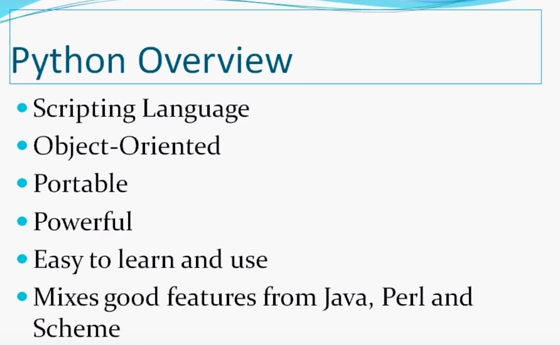 Python Overview
Scripting Language
Object-Oriented
Portable
Powerful
Easy to learn and use
Mixes good features from Java, Perl and
Scheme